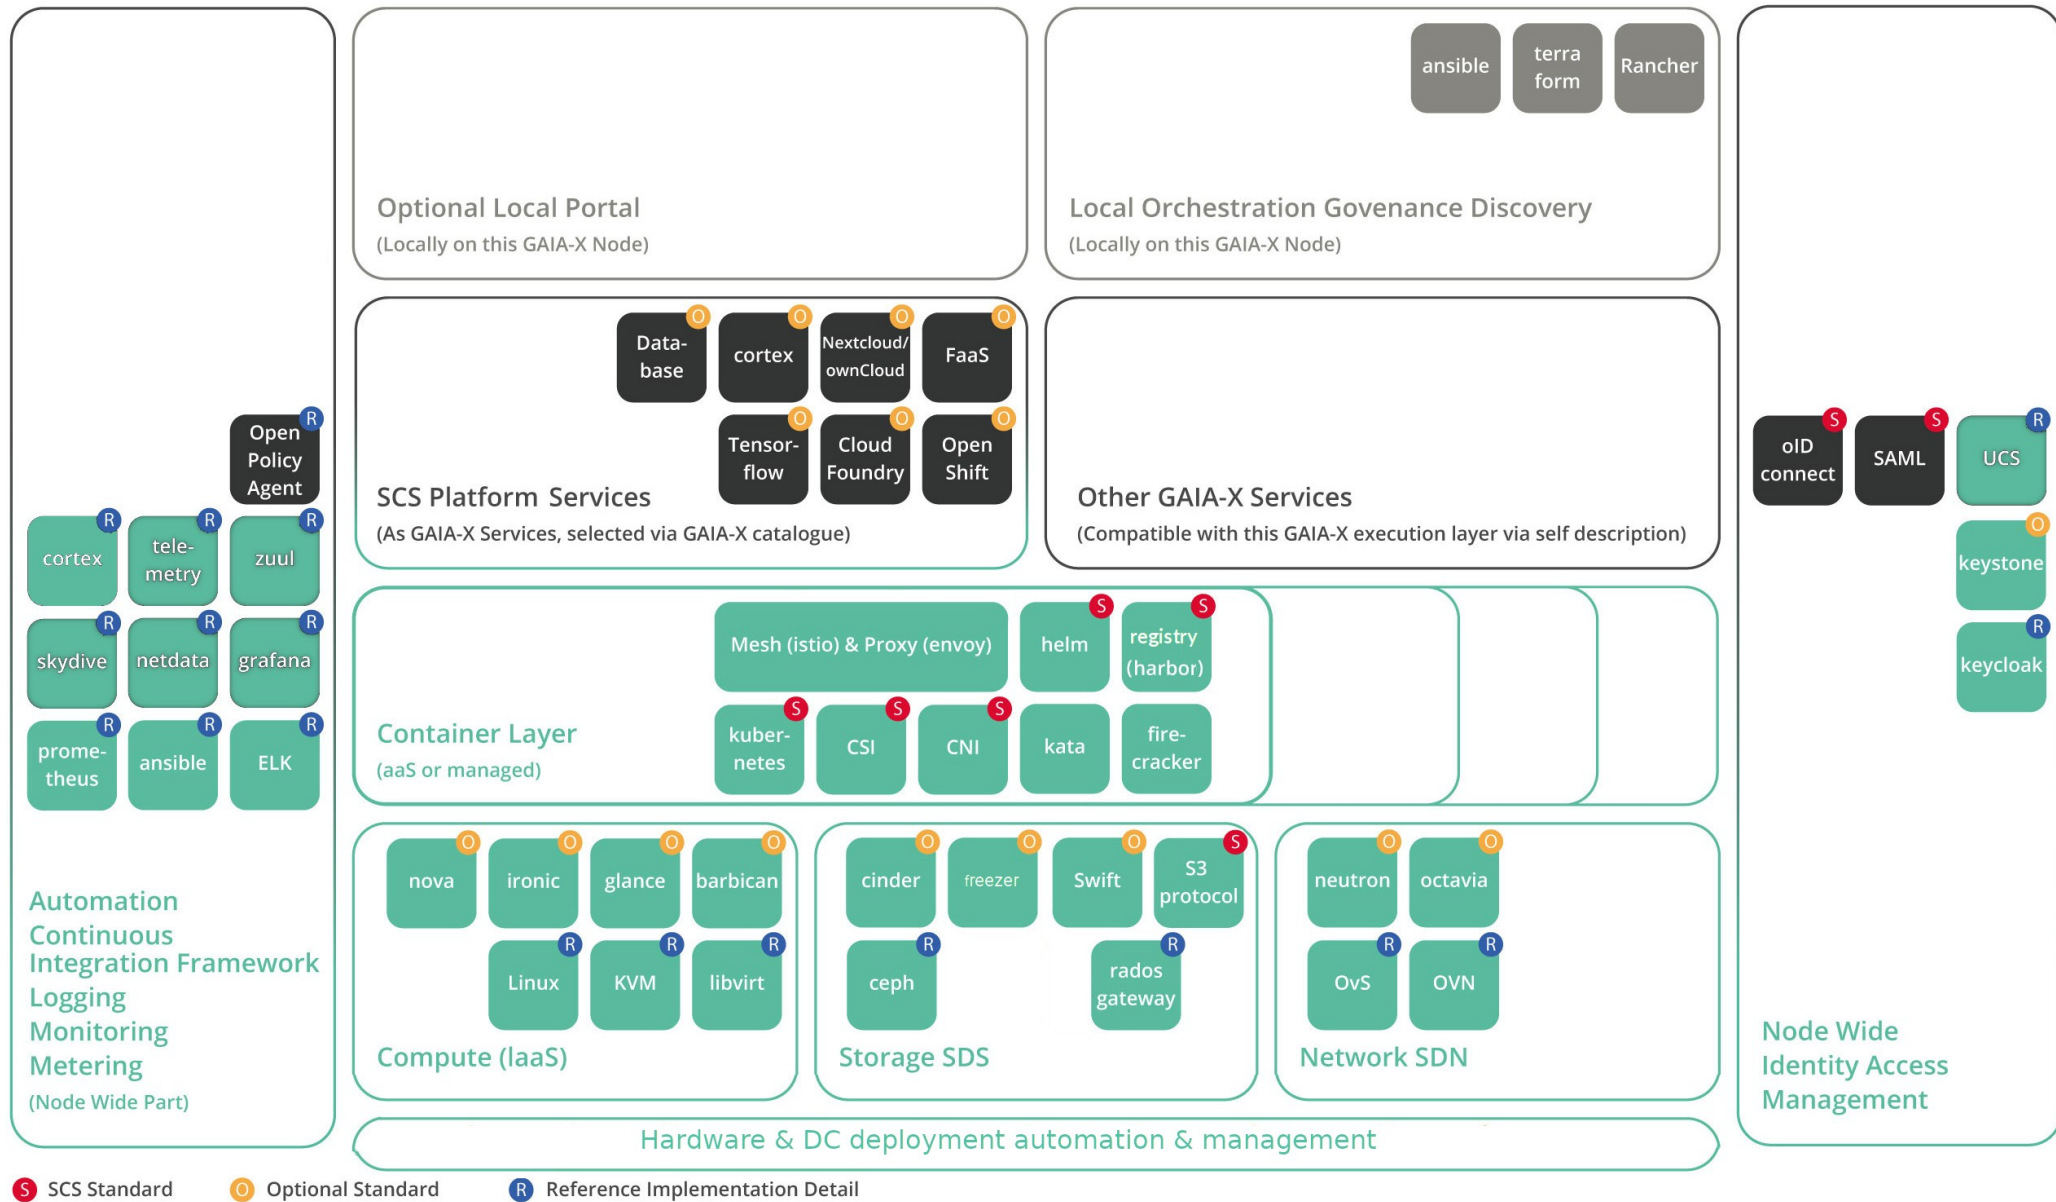 ansible
terra
form
Rancher
Optional Local Portal
(Locally on this GAIA-X Node)
Local Orchestration Govenance Discovery
(Locally on this GAIA-X Node)
O
O
O
O
Data-
base
cortex
Nextcloud/
ownCloud
FaaS
O
O
O
Tensor-
flow
Cloud
Foundry
Open
Shift
SCS Platform Services
(As GAIA-X Services, selected via GAIA-X catalogue)
Other GAIA-X Services
(Compatible with this GAIA-X execution layer via self description)
R
Open
Policy
Agent
R
R
R
cortex
tele-
metry
zuul
R
R
R
skydive
netdata
grafana
R
R
R
prome-
theus
ansible
ELK
Automation
Continuous
Integration Framework
Logging
Monitoring
Metering
(Node Wide Part)
S
S
Mesh (istio) & Proxy (envoy)
helm
registry
(harbor)
S
S
S
kuber-
netes
CSI
CNI
kata
fire-
cracker
Container Layer
(aaS or managed)
O
O
O
O
nova
ironic
glance
barbican
R
R
R
Linux
KVM
libvirt
Compute (IaaS)
O
O
O
S
cinder
freezer
Swift
S3
protocol
R
R
ceph
rados
gateway
Storage SDS
O
O
neutron
octavia
R
R
OvS
OVN
Network SDN
S
S
R
oID
connect
SAML
UCS
O
keystone
R
keycloak
Node Wide
Identity Access
Management
Hardware & DC deployment automation & management
S SCS Standard
O Optional Standard
R Reference Implementation Detail